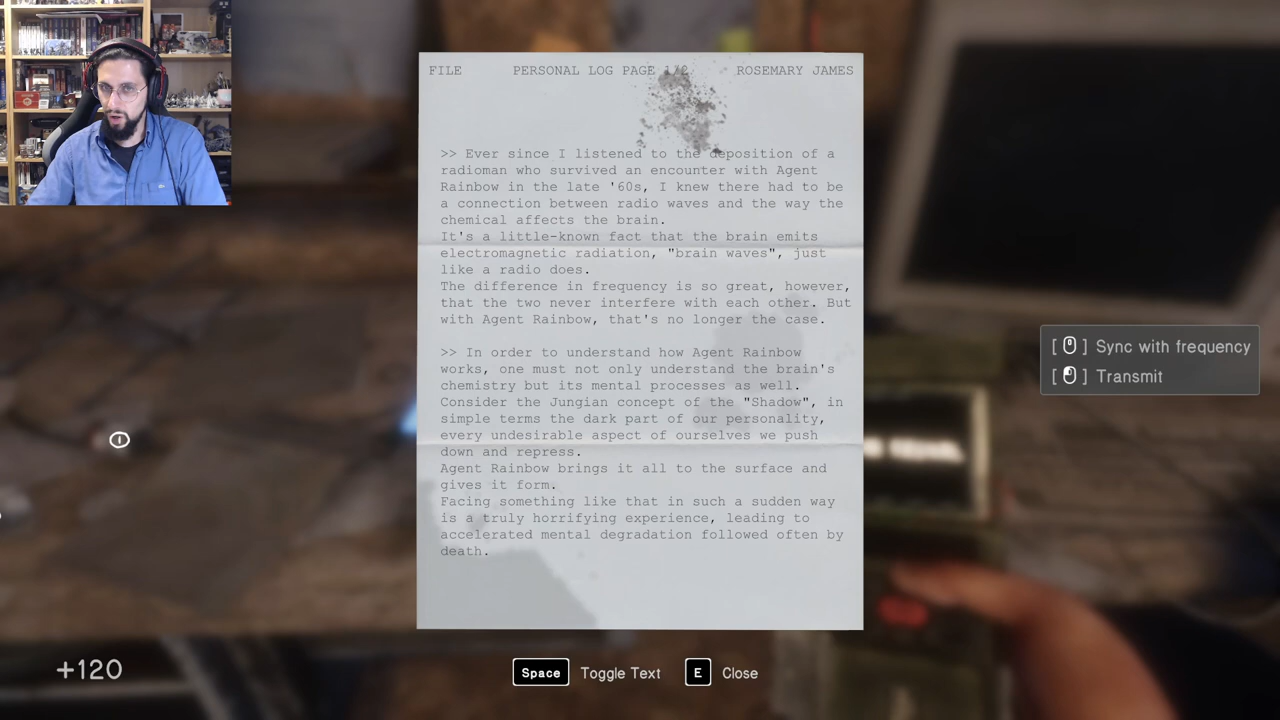 FILE PERSONAL LOG PAGE 1/2 ROSEMARY JAMES
>> Ever since I listened to the deposition of a
radioman who survived an encounter with Agent
Rainbow in the late '60s, I knew there had to be
a connection between radio waves and the way the
chemical affects the brain.
It's a little-known fact that the brain emits
electromagnetic radiation, "brain waves", just
like a radio does.
The difference in frequency is so great, however,
that the two never interfere with each other. But
with Agent Rainbow, that's no longer the case.
>> In order to understand how Agent Rainbow
works, one must not only understand the brain's
chemistry but its mental processes as well.
Consider the Jungian concept of the "Shadow", in
simple terms the dark part of our personality,
every undesirable aspect of ourselves we push
down and repress.
Agent Rainbow brings it all to the surface and
gives it form.
Facing something like that in such a sudden way
is a truly horrifying experience, leading to
accelerated mental degradation followed often by
death.
[ ] Sync with frequency
[ ] Transmit
+120
Space Toggle Text E Close